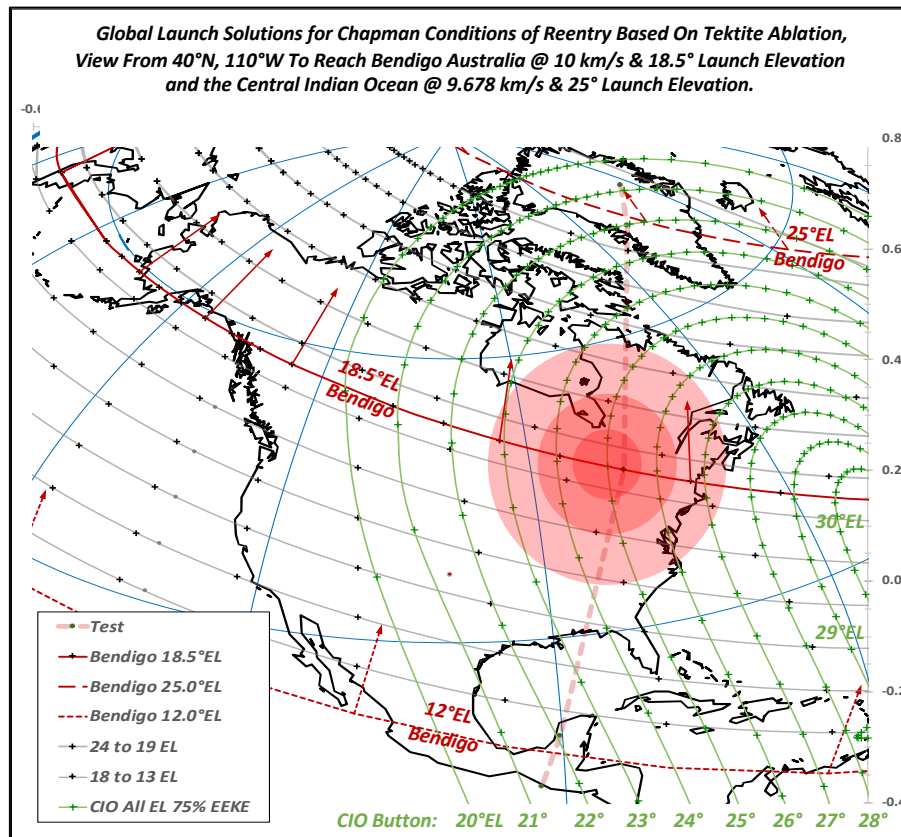 Global Launch Solutions for Chapman Conditions of Reentry Based On Tektite Ablation,
View From 40°N, 110°W To Reach Bendigo Australia @ 10 km/s & 18.5° Launch Elevation
and the Central Indian Ocean @ 9.678 km/s & 25° Launch Elevation.
0.8
25°EL
Bendigo
0.6
18.5°EL
Bendigo
0.4
0.2
30°EL
0.0
29°EL
-0.2
12°EL
Bendigo
-0.4
Test
Bendigo 18.5°EL
Bendigo 25.0°EL
Bendigo 12.0°EL
24 to 19 EL
18 to 13 EL
CIO All EL 75% EEKE
CIO Button: 20°EL 21° 22° 23° 24° 25° 26° 27° 28°